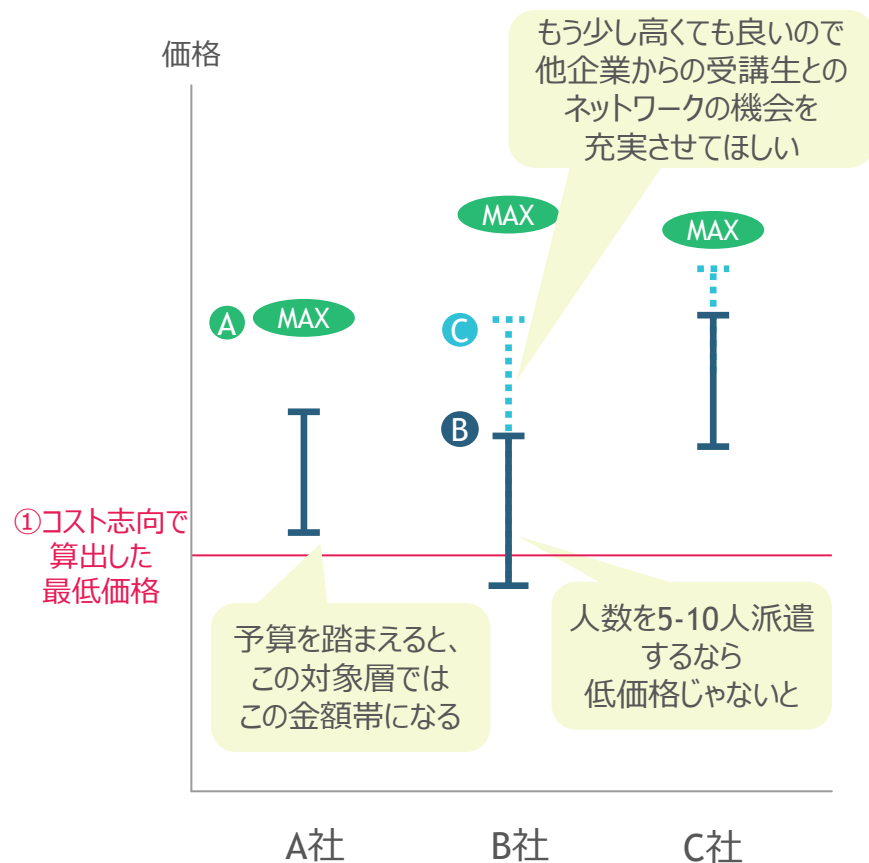 価格
もう少し高くても良いので
他企業からの受講生との
ネットワークの機会を
充実させてほしい
MAX
MAX
A
MAX
C
B
①コスト志向で
算出した
最低価格
予算を踏まえると、
この対象層では
この金額帯になる
人数を5-10人派遣
するなら
低価格じゃないと
A社
B社
C社